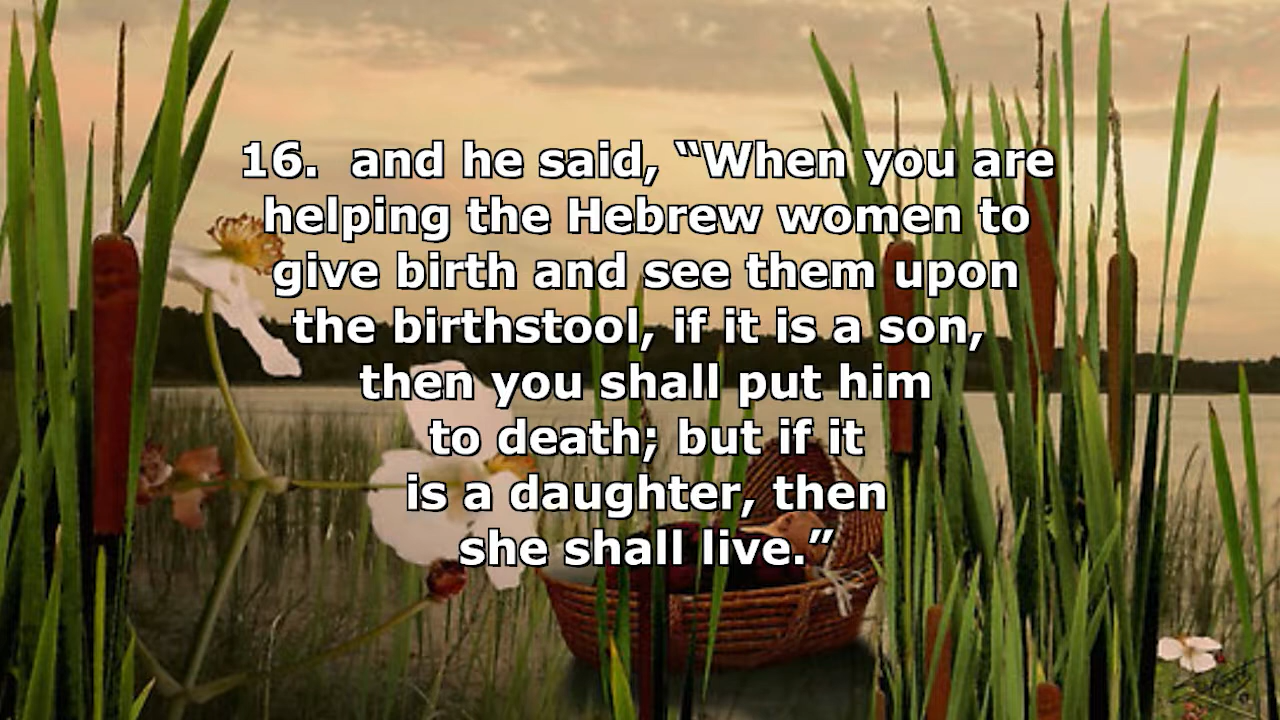 16.  and he said, “When you are
helping the Hebrew women to
give birth and see them upon
the birthstool, if it is a son,
then you shall put him
to death; but if it
is a daughter, then
she shall live.”